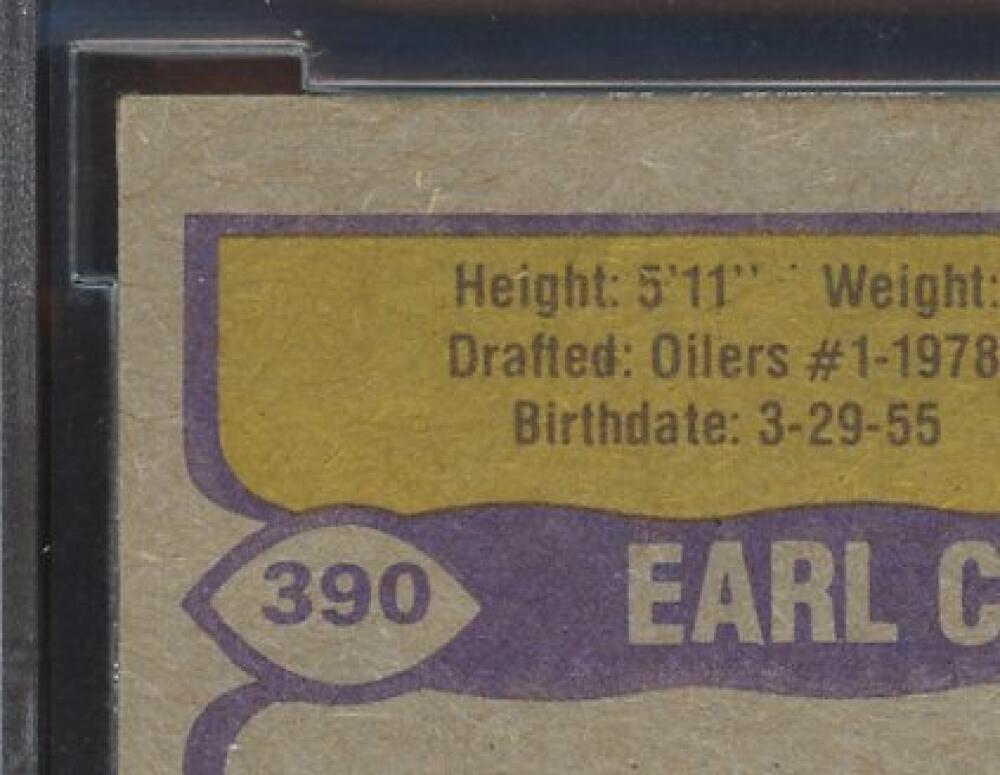 Height: 5'11'' Weight:
Drafted: Oilers #1-1978
Birthdate: 3-29-55
390
EARL C